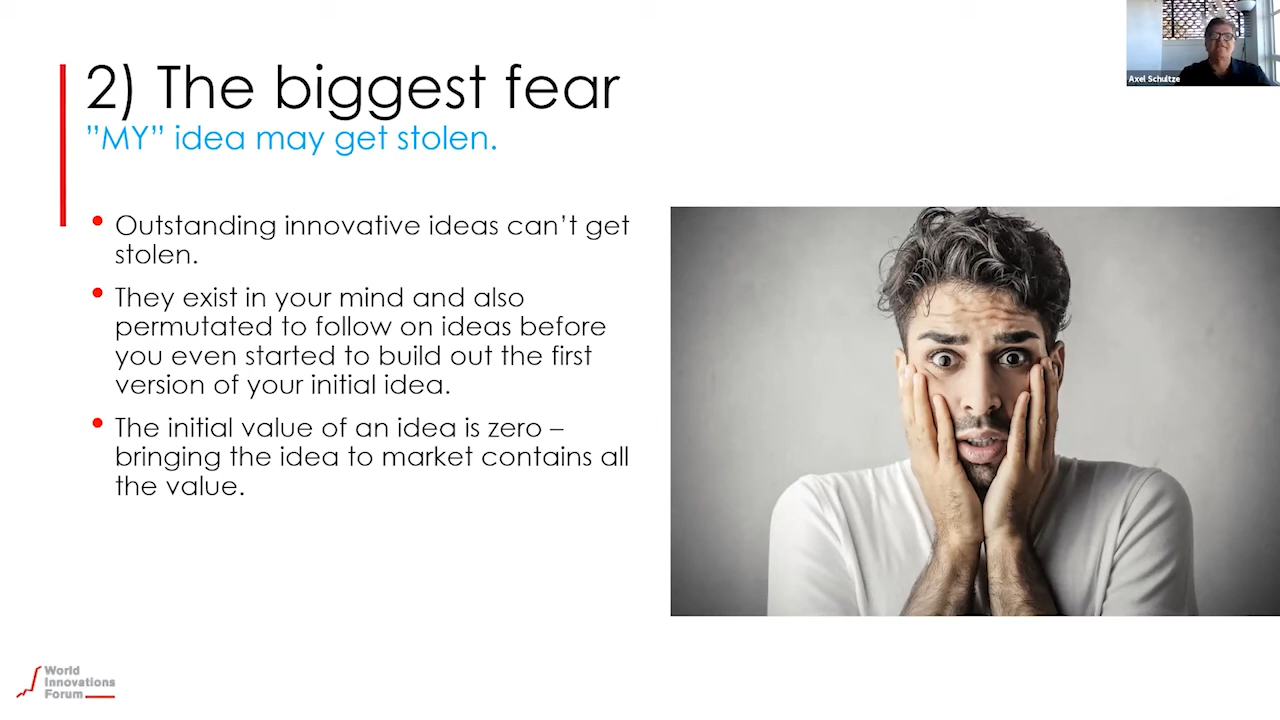 Axel Schultze
2) The biggest fear
”MY” idea may get stolen.
• Outstanding innovative ideas can’t get
stolen.
• They exist in your mind and also
permutated to follow on ideas before
you even started to build out the first
version of your initial idea.
• The initial value of an idea is zero –
bringing the idea to market contains all
the value.
World
Innovations
Forum